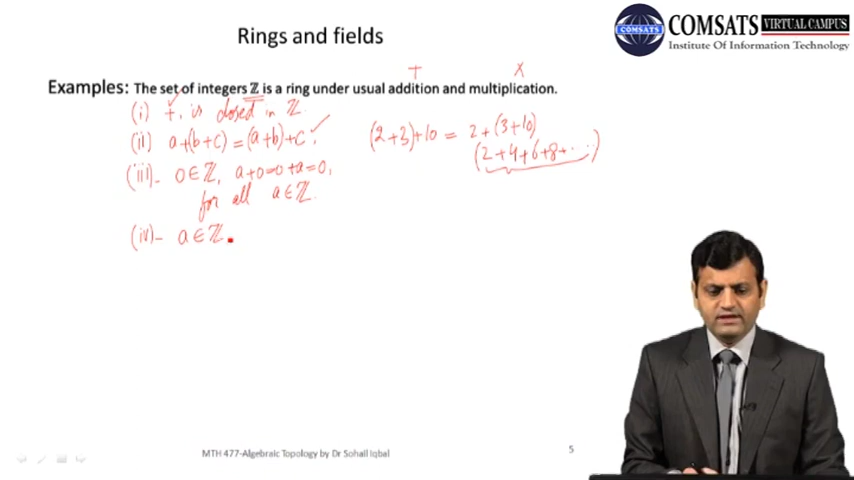 Rings and fields
COMSATS VIRTUAL CAMPUS
Institute Of Information Technology
+ ×
Examples: The set of integers ℤ is a ring under usual addition and multiplication.
(i) +, is closed in ℤ.
(ii) a+(b+c) = (a+b)+c, ✓ (2+3)+10 = 2+(3+10)
(2+4+6+8+...)
(iii)- 0∈ℤ, a+0=0+a=0,
for all a∈ℤ.
(iv)- a∈ℤ
MTH 477-Algebraic Topology by Dr Sohail Iqbal
5